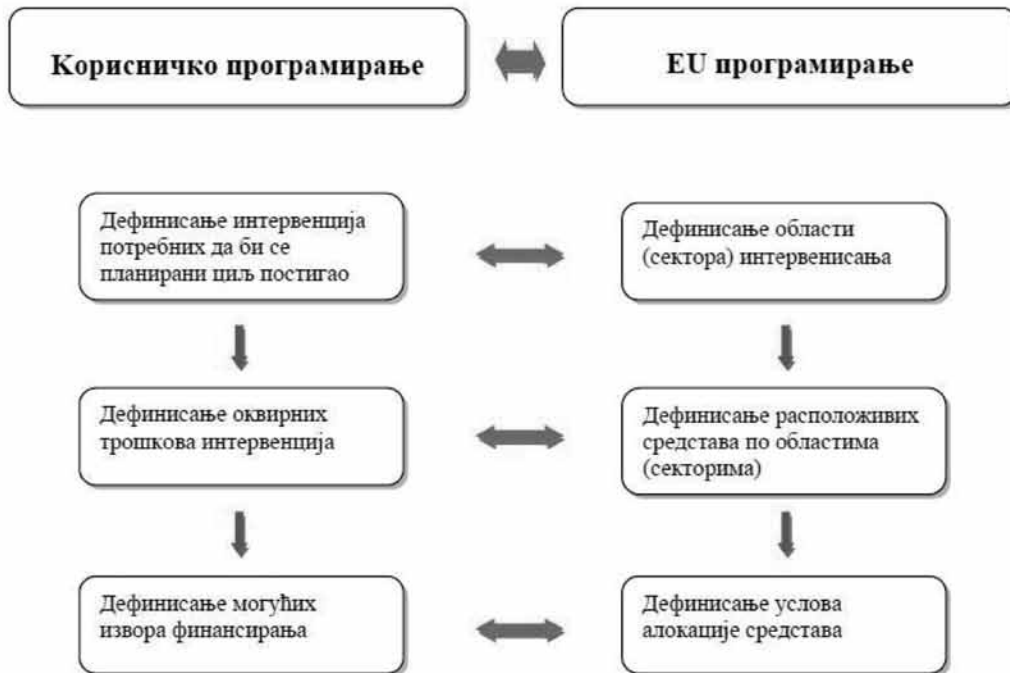 Корисничко програмирање
EU програмирање
Дефинисање интервенција
потребних да би се
планирани циљ постигао
Дефинисање области
(сектора) интервенисања
Дефинисање оквирних
трошкова интервенција
Дефинисање расположивих
средстава по областима
(секторима)
Дефинисање могућих
извора финансирања
Дефинисање услова
алокације средстава